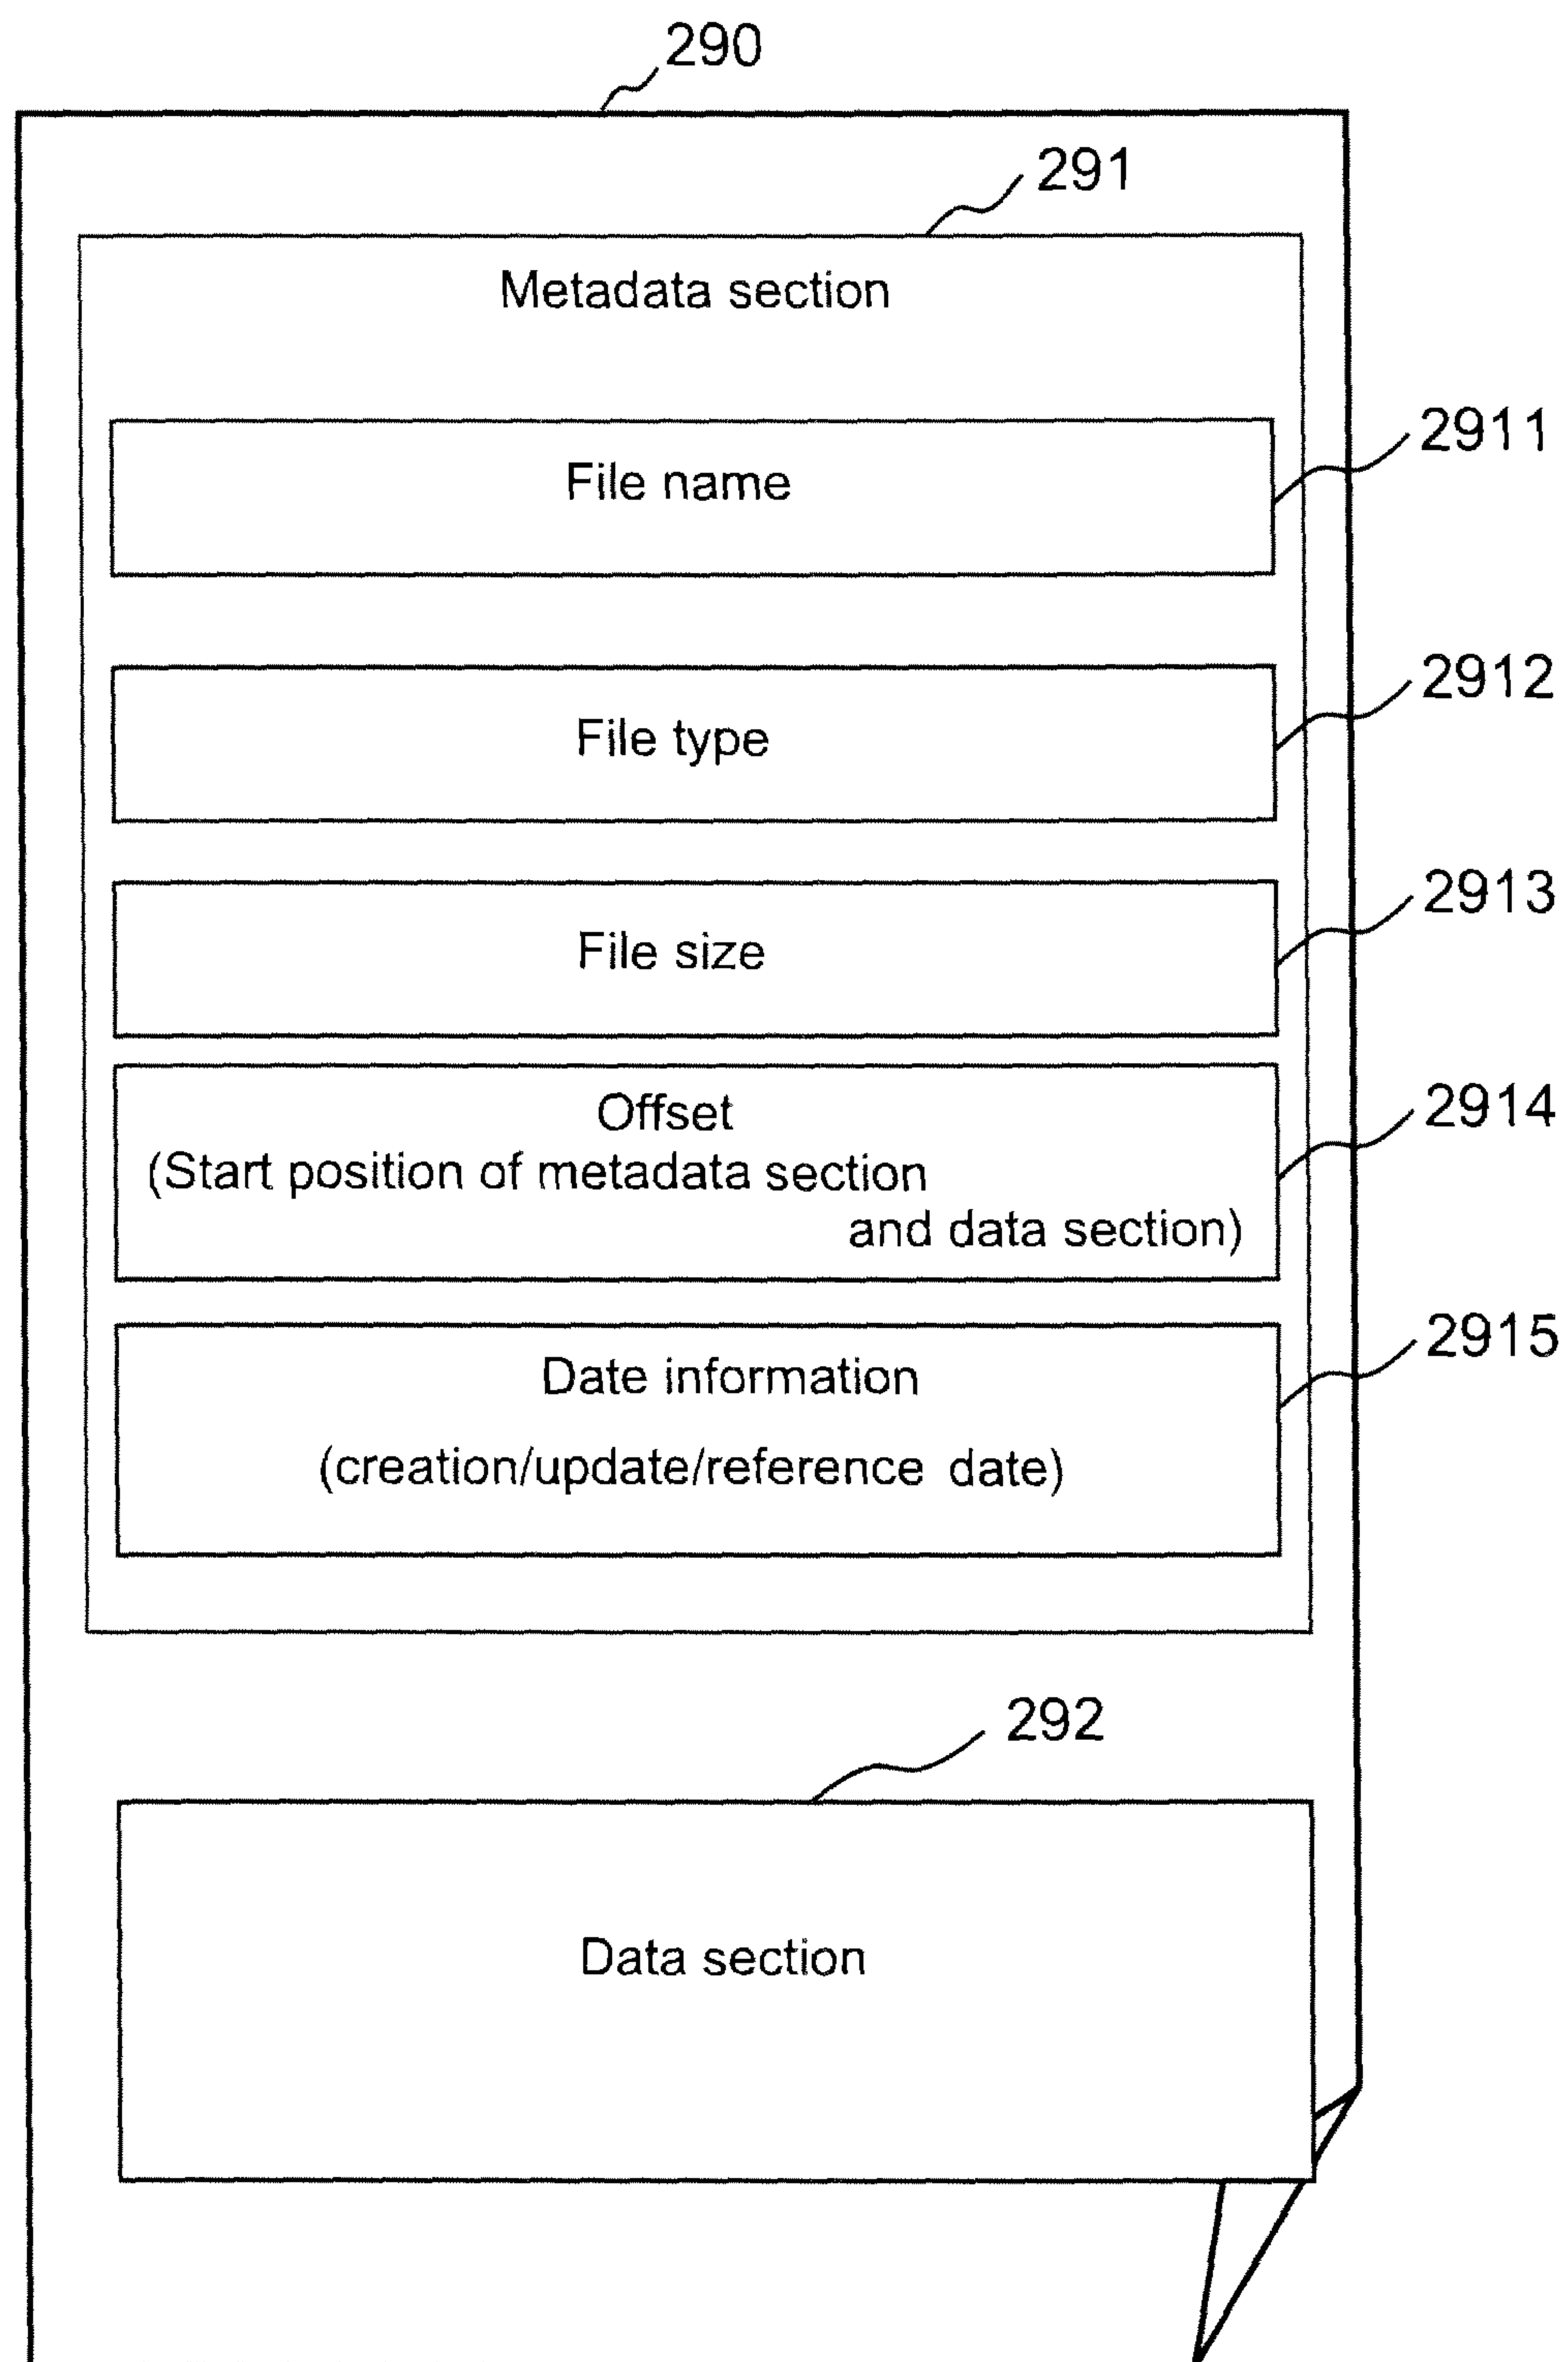 290
291
Metadata section
2911
File name
2912
File type
2913
File size
2914
Offset
(Start position of metadata section
and data section)
2915
Date information
(creation/update/reference date)
292
Data section